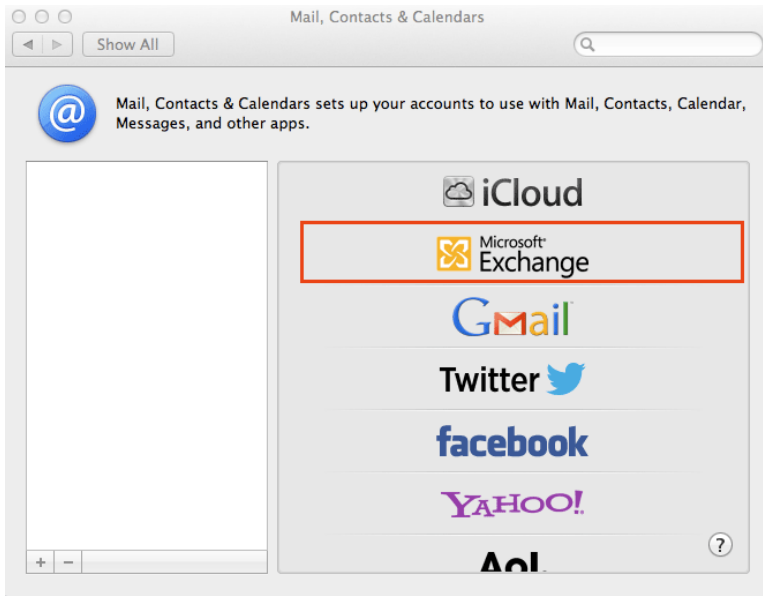 Mail, Contacts & Calendars
Show All
@
Mail, Contacts & Calendars sets up your accounts to use with Mail, Contacts, Calendar,
Messages, and other apps.
iCloud
Microsoft
Exchange
Gmail
Twitter
facebook
YAHOO!
Aol.
+ −
?